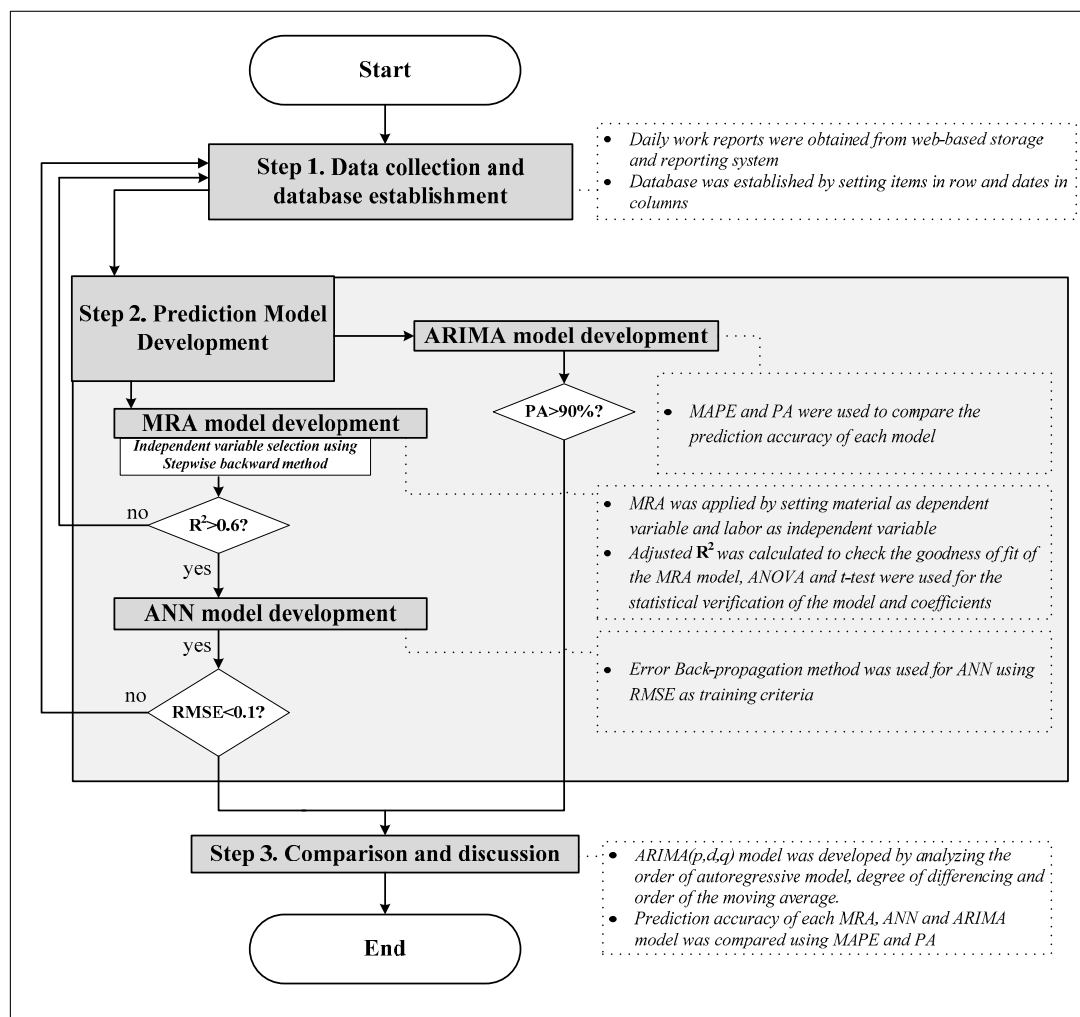 Start
Step 1. Data collection and
database establishment
• Daily work reports were obtained from web-based storage
and reporting system
• Database was established by setting items in row and dates in
columns
Step 2. Prediction Model
Development
ARIMA model development
PA>90%?
• MAPE and PA were used to compare the
prediction accuracy of each model
MRA model development
Independent variable selection using
Stepwise backward method
no
R²>0.6?
yes
• MRA was applied by setting material as dependent
variable and labor as independent variable
• Adjusted R² was calculated to check the goodness of fit of
the MRA model, ANOVA and t-test were used for the
statistical verification of the model and coefficients
ANN model development
yes
no
RMSE<0.1?
• Error Back-propagation method was used for ANN using
RMSE as training criteria
Step 3. Comparison and discussion
• ARIMA(p,d,q) model was developed by analyzing the
order of autoregressive model, degree of differencing and
order of the moving average.
• Prediction accuracy of each MRA, ANN and ARIMA
model was compared using MAPE and PA
End